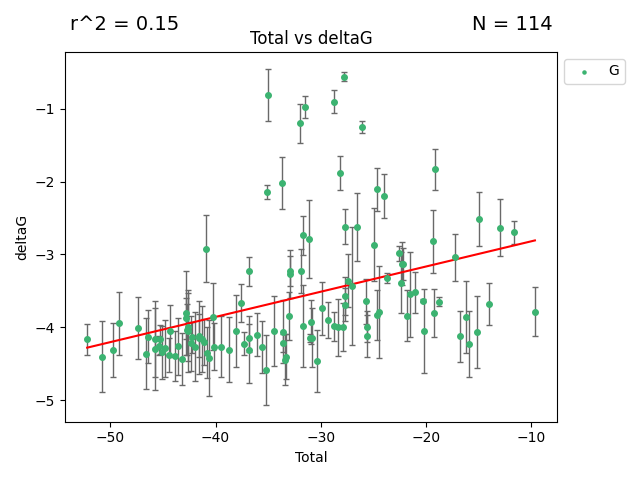 r^2 = 0.15
N = 114
Total vs deltaG
G
deltaG
−1
−2
−3
−4
−5
−50
−40
−30
−20
−10
Total